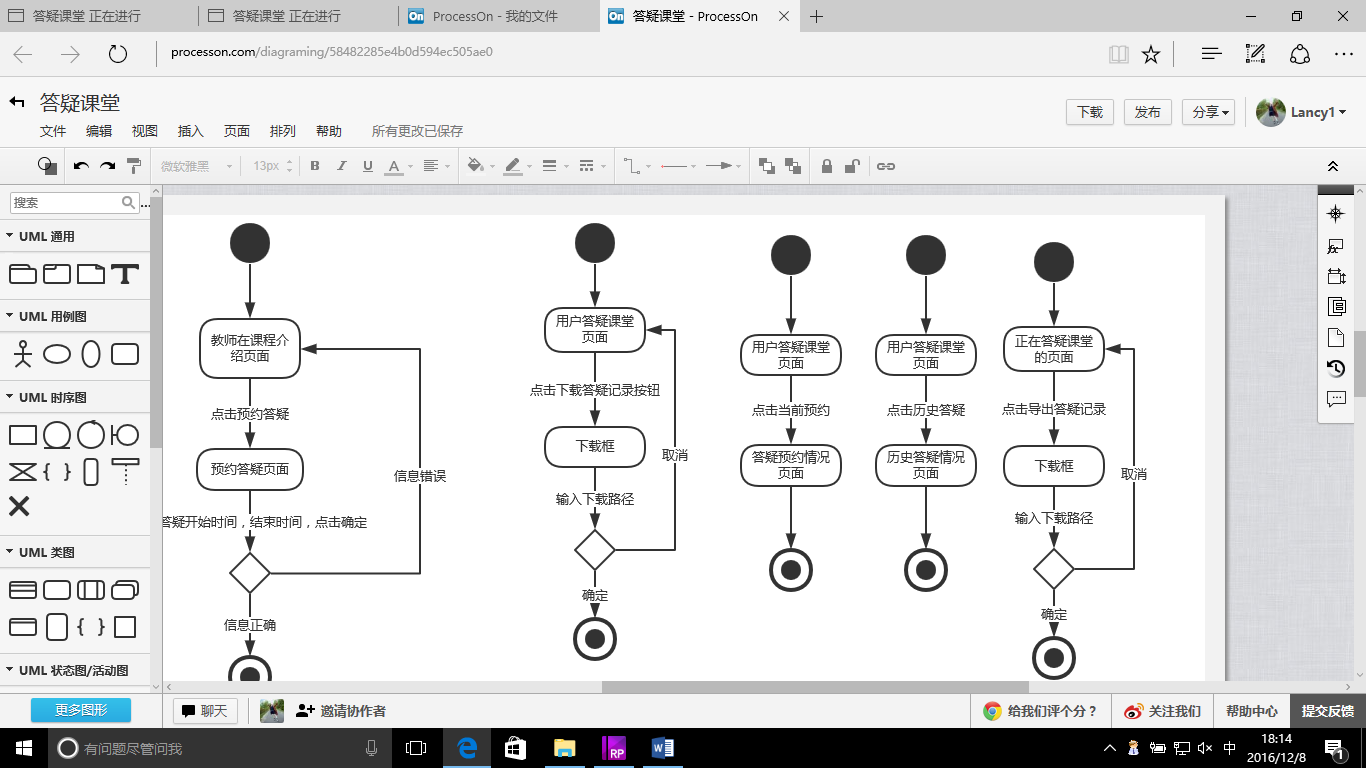 答疑课堂 正在进行
答疑课堂 正在进行
ProcessOn - 我的文件
答疑课堂 - ProcessOn
processon.com/diagraming/58482285e4b0d594ec505ae0
答疑课堂
文件 编辑 视图 插入 页面 排列 帮助 所有更改已保存
下载 发布 分享 Lancy1
微软雅黑 13px B I U A
搜索
UML 通用
UML 用例图
UML 时序图
UML 类图
UML 状态图/活动图
更多图形
教师在课程介
绍页面
点击预约答疑
预约答疑页面
信息错误
答疑开始时间，结束时间，点击确定
信息正确
用户答疑课堂
页面
点击下载答疑记录按钮
下载框
取消
输入下载路径
确定
用户答疑课堂
页面
点击当前预约
答疑预约情况
页面
用户答疑课堂
页面
点击历史答疑
历史答疑情况
页面
正在答疑课堂
的页面
点击导出答疑记录
下载框
取消
输入下载路径
确定
聊天 邀请协作者
给我们评个分？ 关注我们 帮助中心 提交反馈
有问题尽管问我
RP
中
18:14
2016/12/8
1